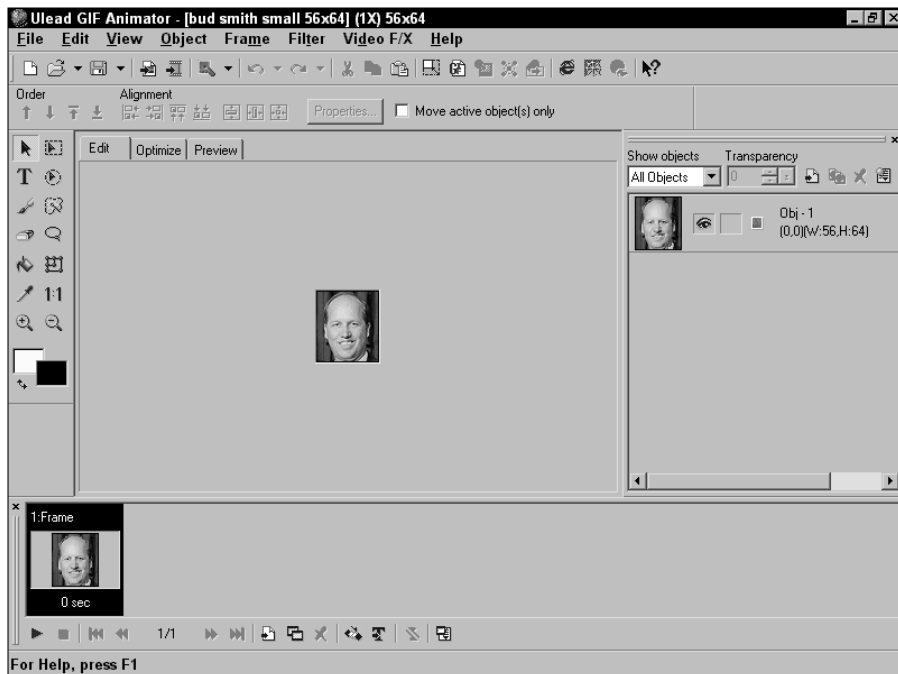 Ulead GIF Animator - [bud smith small 56x64] (1X) 56x64
File Edit View Object Frame Filter Video F/X Help
Order Alignment
Properties... Move active object(s) only
Edit Optimize Preview
Show objects Transparency
All Objects 0
Obj - 1
(0,0)(W:56,H:64)
T
1:1
1:Frame
0 sec
1/1
For Help, press F1